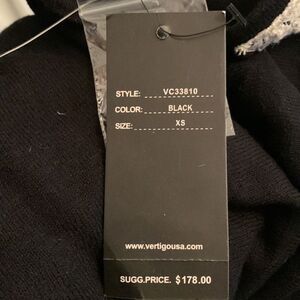 STYLE: VC33810
COLOR: BLACK
SIZE: XS
www.vertigousa.com
SUGG.PRICE. $178.00